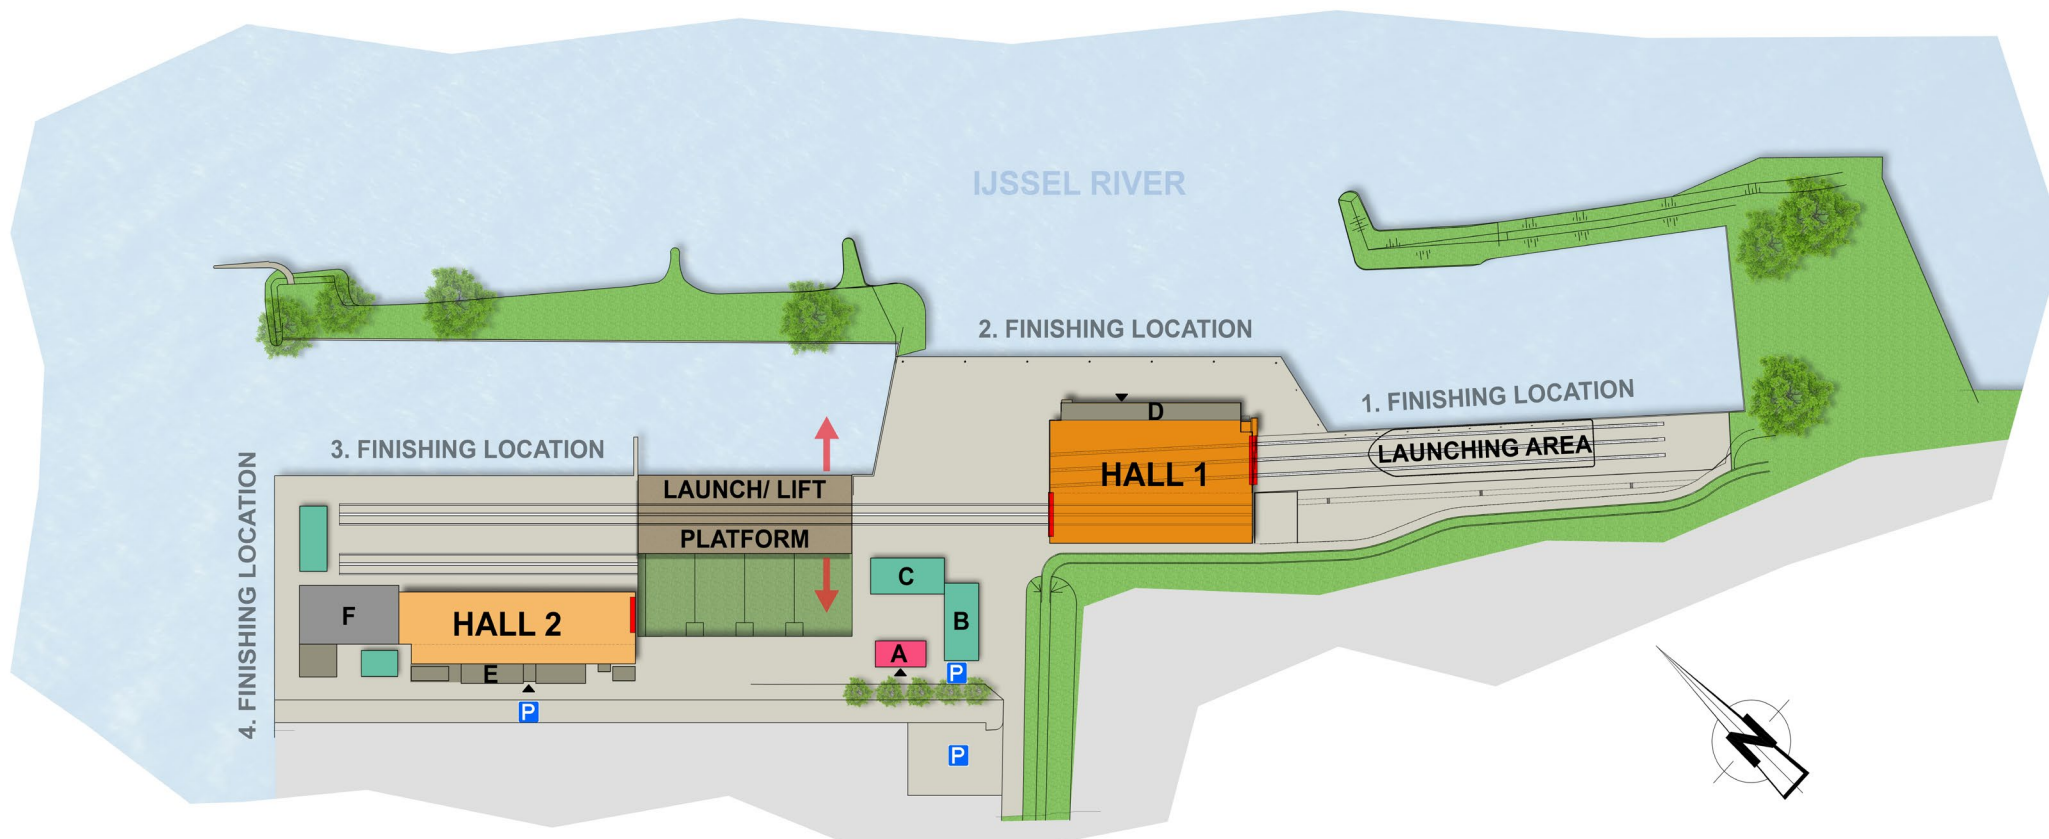 IJSSEL RIVER
2. FINISHING LOCATION
1. FINISHING LOCATION
D
3. FINISHING LOCATION
LAUNCHING AREA
HALL 1
LAUNCH/ LIFT
PLATFORM
4. FINISHING LOCATION
C
F
HALL 2
B
A
E
P
P
P
N